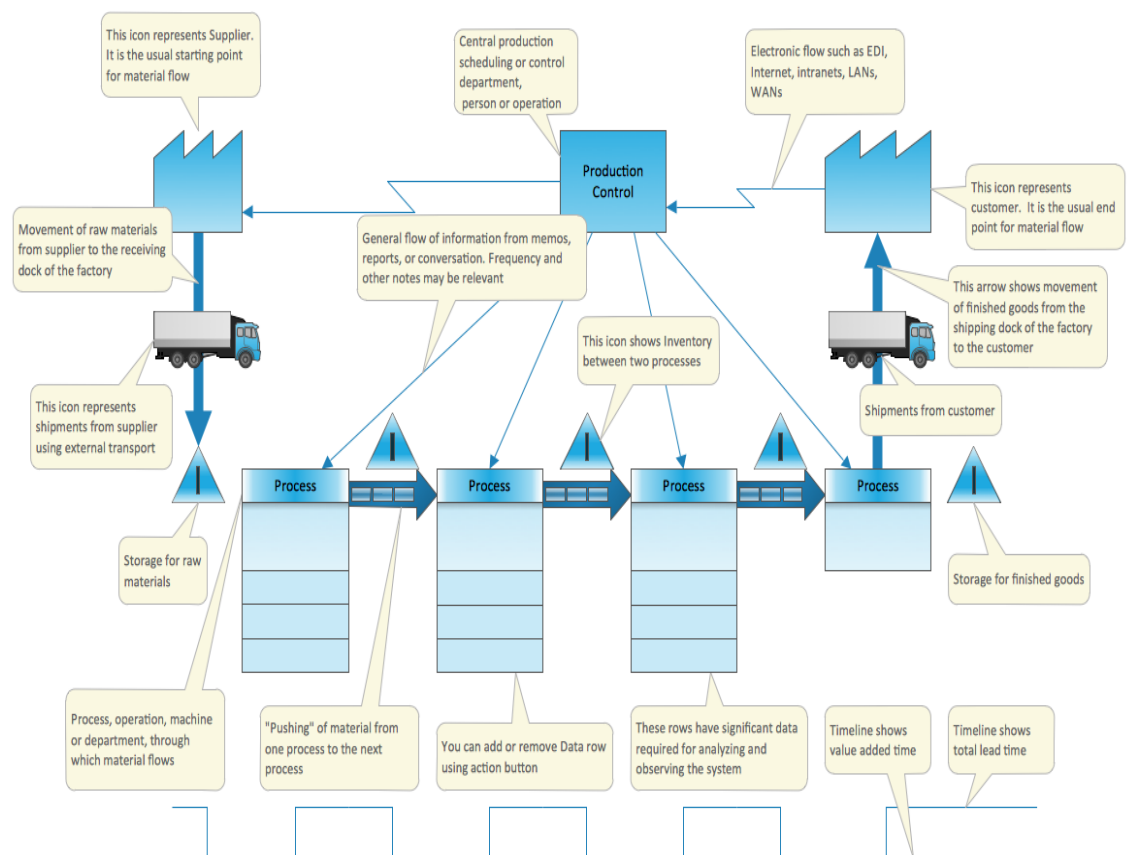 This icon represents Supplier.
It is the usual starting point
for material flow
Central production
scheduling or control
department,
person or operation
Electronic flow such as EDI,
Internet, intranets, LANs,
WANs
Production
Control
This icon represents
customer. It is the usual end
point for material flow
Movement of raw materials
from supplier to the receiving
dock of the factory
General flow of information from memos,
reports, or conversation. Frequency and
other notes may be relevant
This arrow shows movement
of finished goods from the
shipping dock of the factory
to the customer
This icon shows Inventory
between two processes
This icon represents
shipments from supplier
using external transport
Shipments from customer
I
I
I
I
I
Process
Process
Process
Process
Storage for raw
materials
Storage for finished goods
Process, operation, machine
or department, through
which material flows
"Pushing" of material from
one process to the next
process
You can add or remove Data row
using action button
These rows have significant data
required for analyzing and
observing the system
Timeline shows
value added time
Timeline shows
total lead time